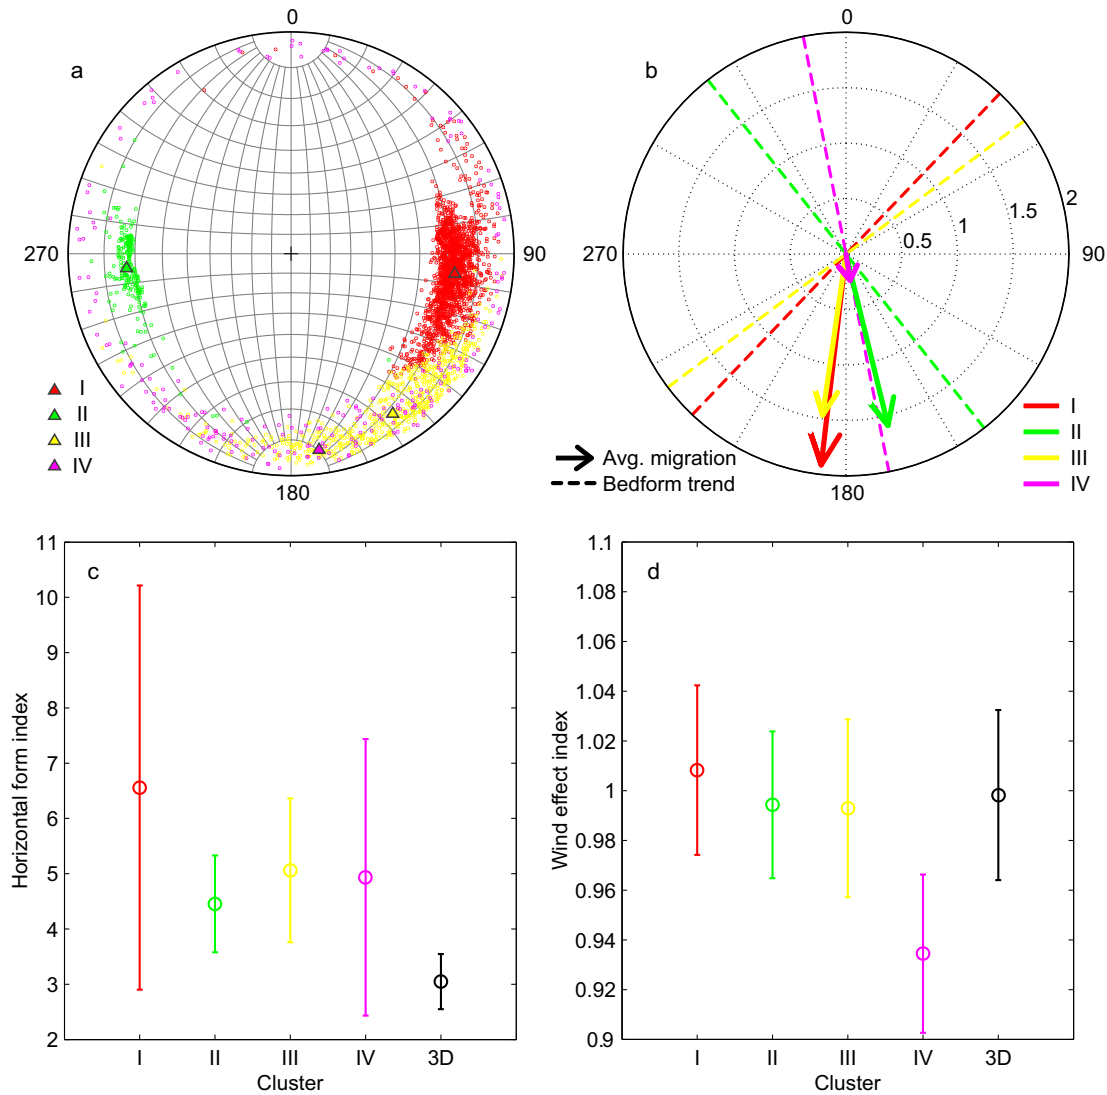 0
0
a
b
2
1.5
1
0.5
270
90
270
90
I
II
III
IV
I
II
III
IV
Avg. migration
Bedform trend
180
180
11
10
9
8
7
6
5
4
3
2
Horizontal form index
c
I II III IV 3D
Cluster
1.1
1.08
1.06
1.04
1.02
1
0.98
0.96
0.94
0.92
0.9
Wind effect index
d
I II III IV 3D
Cluster